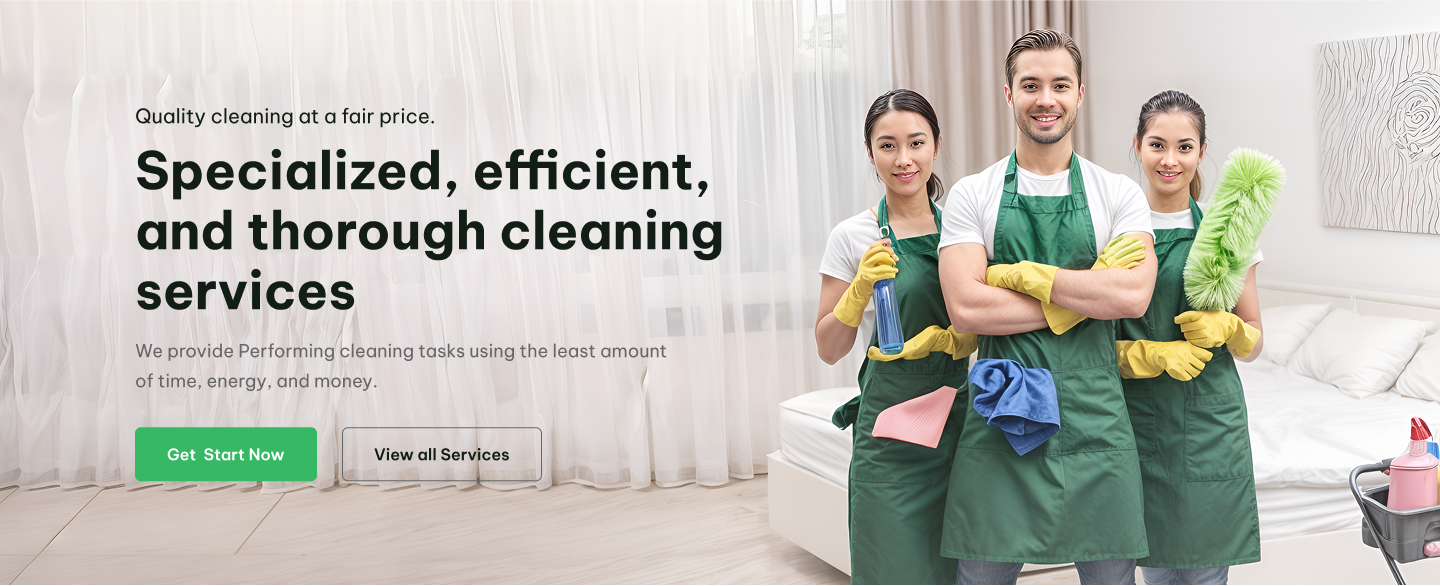 Quality cleaning at a fair price.
Specialized, efficient,
and thorough cleaning
services
We provide Performing cleaning tasks using the least amount
of time, energy, and money.
Get Start Now
View all Services